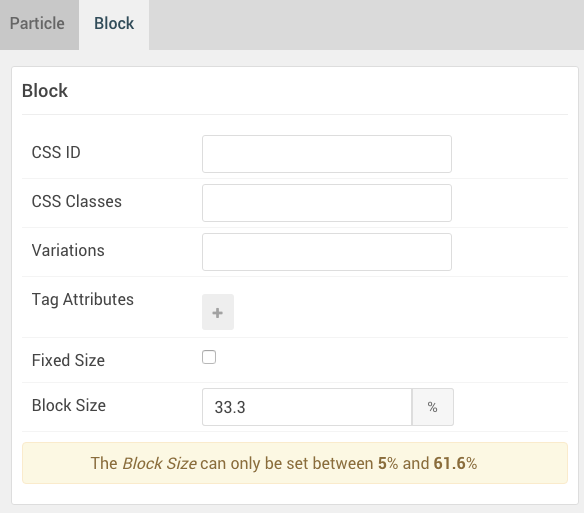 Particle Block
Block
CSS ID
CSS Classes
Variations
Tag Attributes
+
Fixed Size
Block Size 33.3 %
The Block Size can only be set between 5% and 61.6%